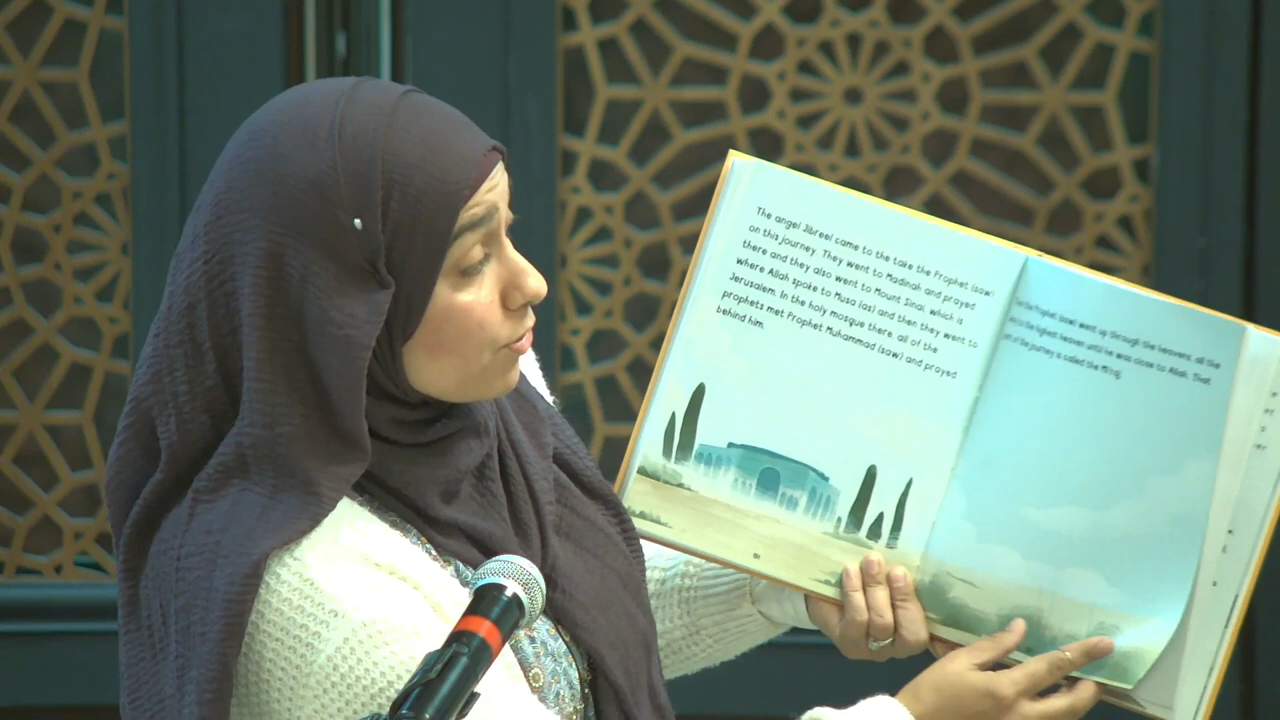 The angel Jibreel came to the take the Prophet (saw)
on this journey. They went to Madinah and prayed
there and they also went to Mount Sinai, which is
where Allah spoke to Musa (as) and then they went to
Jerusalem. In the holy mosque there, all of the
prophets met Prophet Muhammad (saw) and prayed
behind him.
the Prophet (saw) went up through the heavens, all the
to the highest heaven until he was close to Allah. That
of the journey is called the Miraj.